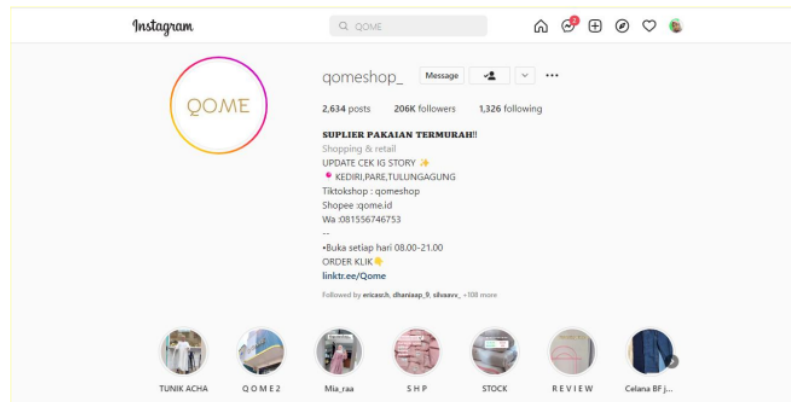 Instagram
QOME
2
QOME
qomeshop_
Message
2,634 posts 206K followers 1,326 following
SUPLIER PAKAIAN TERMURAH!!
Shopping & retail
UPDATE CEK IG STORY ✨
📍 KEDIRI,PARE,TULUNGAGUNG
Tiktokshop : qomeshop
Shopee :qome.id
Wa :081556746753
--
•Buka setiap hari 08.00-21.00
ORDER KLIK👇
linktr.ee/Qome
Followed by ericasr.h, dhaniaap_9, silvaavv_ +108 more
TUNIK ACHA
Q O M E 2
Mia_raa
S H P
STOCK
R E V I E W
Celana BF j...